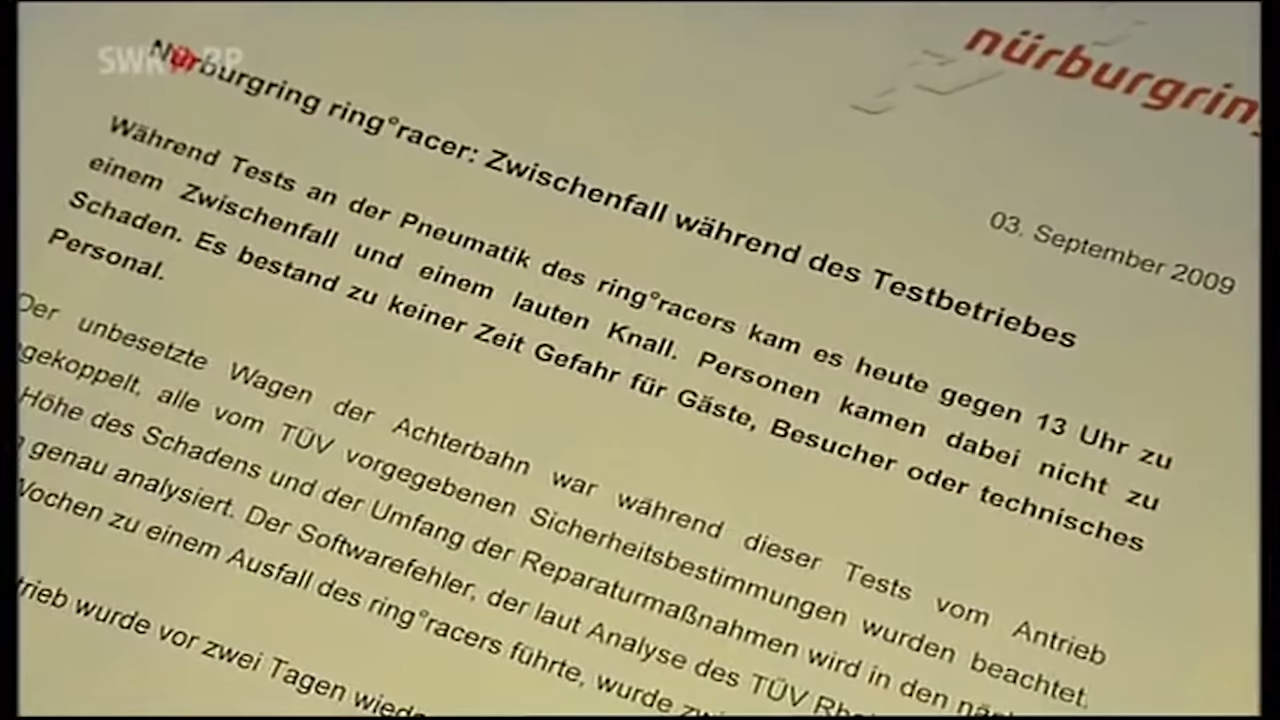 SWR RP
nürburgring
Nürburgring ring°racer: Zwischenfall während des Testbetriebes
03. September 2009
Während Tests an der Pneumatik des ring°racers kam es heute gegen 13 Uhr zu
einem Zwischenfall und einem lauten Knall. Personen kamen dabei nicht zu
Schaden. Es bestand zu keiner Zeit Gefahr für Gäste, Besucher oder technisches
Personal.
Der unbesetzte Wagen der Achterbahn war während dieser Tests vom Antrieb
gekoppelt, alle vom TÜV vorgegebenen Sicherheitsbestimmungen wurden beachtet.
Höhe des Schadens und der Umfang der Reparaturmaßnahmen wird in den
genau analysiert. Der Softwarefehler, der laut Analyse des TÜV
Wochen zu einem Ausfall des ring°racers führte, wurde
trieb wurde vor zwei Tagen